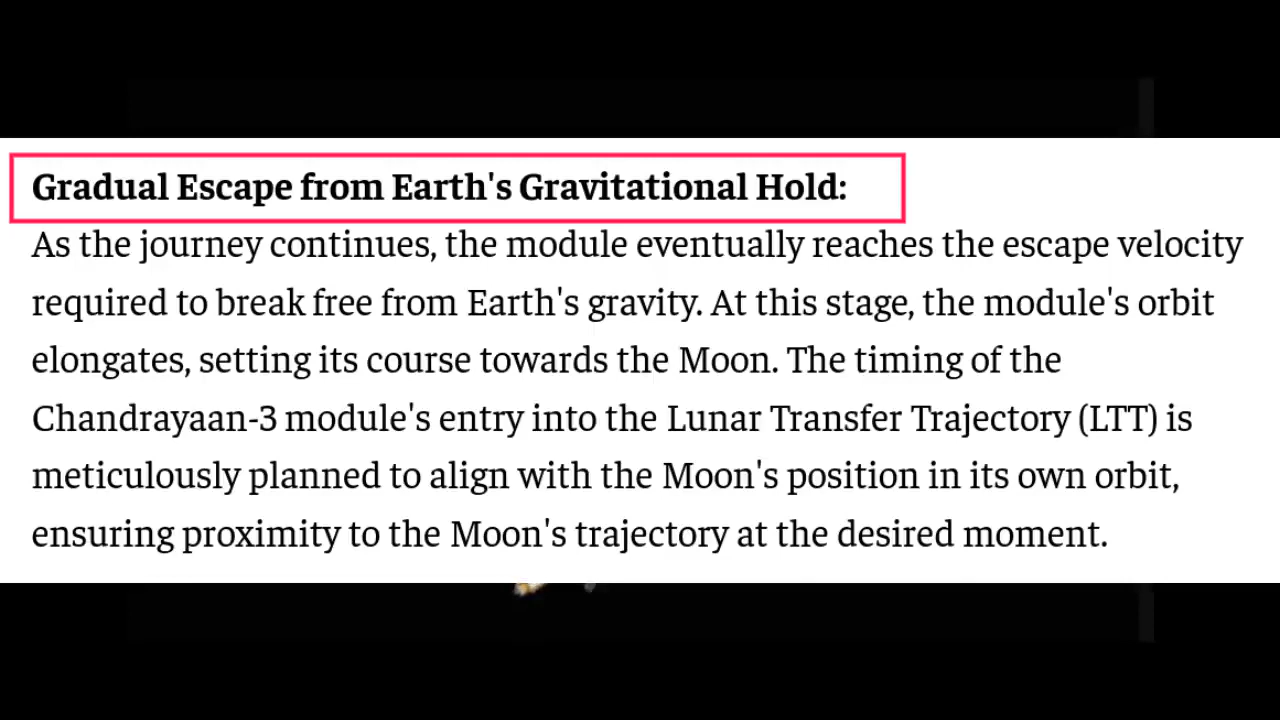 Gradual Escape from Earth's Gravitational Hold:
As the journey continues, the module eventually reaches the escape velocity
required to break free from Earth's gravity. At this stage, the module's orbit
elongates, setting its course towards the Moon. The timing of the
Chandrayaan-3 module's entry into the Lunar Transfer Trajectory (LTT) is
meticulously planned to align with the Moon's position in its own orbit,
ensuring proximity to the Moon's trajectory at the desired moment.